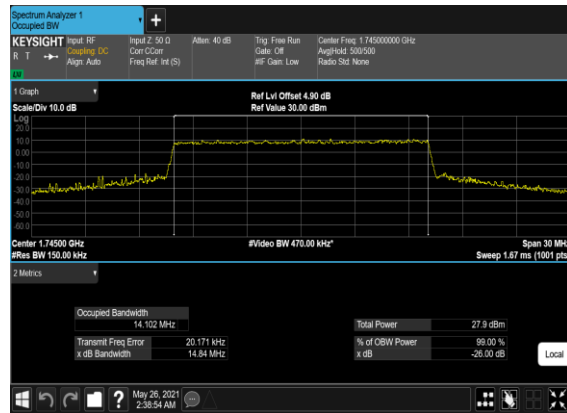 Spectrum Analyzer 1
Occupied BW
+
KEYSIGHT Input: RF Input Z: 50 Ω Atten: 40 dB Trig: Free Run Center Freq: 1.745000000 GHz
R T Coupling: DC Corr CCorr Gate: Off Avg|Hold: 500/500
Align: Auto Freq Ref: Int (S) #IF Gain: Low Radio Std: None
1 Graph
Ref Lvl Offset 4.90 dB
Scale/Div 10.0 dB Ref Value 30.00 dBm
Log
20.0
10.0
0.00
-10.0
-20.0
-30.0
-40.0
-50.0
-60.0
Center 1.74500 GHz #Video BW 470.00 kHz* Span 30 MHz
#Res BW 150.00 kHz Sweep 1.67 ms (1001 pts
2 Metrics
Occupied Bandwidth
14.102 MHz Total Power 27.9 dBm
Transmit Freq Error 20.171 kHz % of OBW Power 99.00 %
x dB Bandwidth 14.84 MHz x dB -26.00 dB
Local
?
May 26, 2021
2:38:54 AM